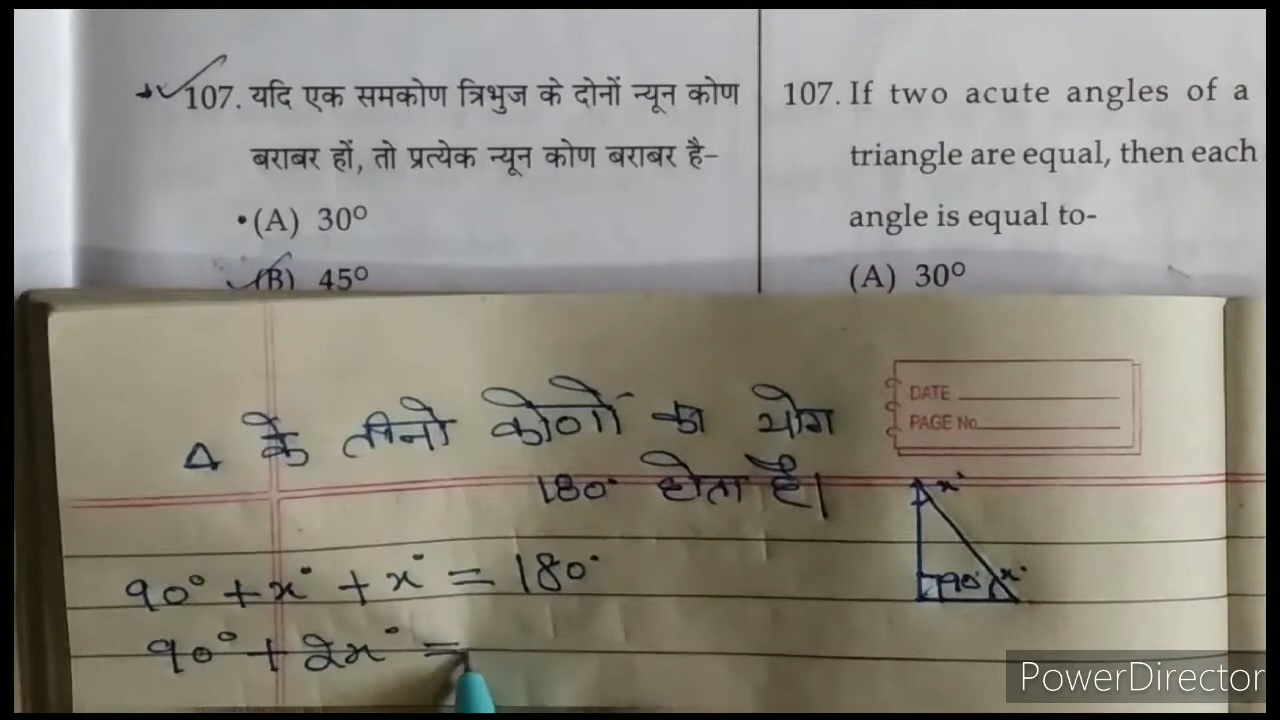 107. यदि एक समकोण त्रिभुज के दोनों न्यून कोण
बराबर हों, तो प्रत्येक न्यून कोण बराबर है-
(A) 30°
(B) 45°
107. If two acute angles of a
triangle are equal, then each
angle is equal to-
(A) 30°
DATE
PAGE No.
Δ के तीनो कोणों का योग
180° होता है।
90° + x° + x° = 180°
90° + 2x° =
x°
90° x°
PowerDirector